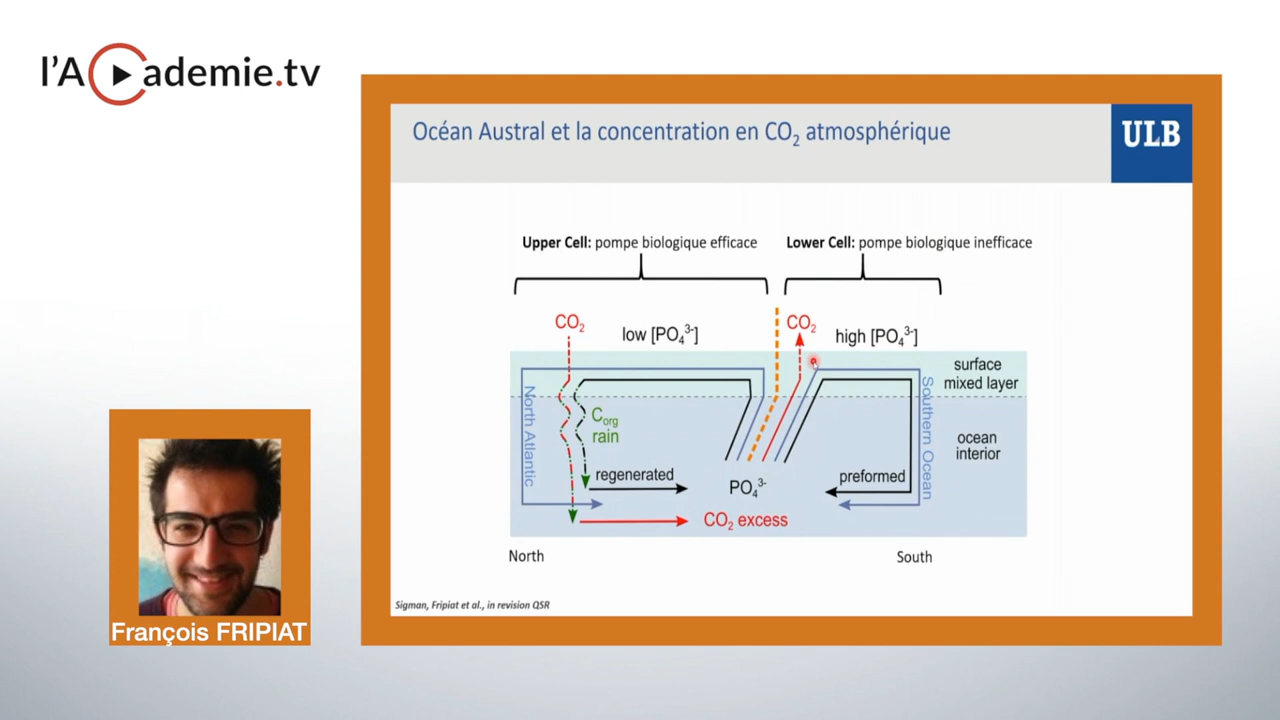 l'Academie.tv
Océan Austral et la concentration en CO₂ atmosphérique
ULB
Upper Cell: pompe biologique efficace
Lower Cell: pompe biologique inefficace
CO₂
low [PO₄³⁻]
CO₂
high [PO₄³⁻]
surface
mixed layer
North Atlantic
C org
rain
Southern Ocean
ocean
interior
regenerated
PO₄³⁻
preformed
CO₂ excess
North
South
Sigman, Fripiat et al., in revision QSR
François FRIPIAT